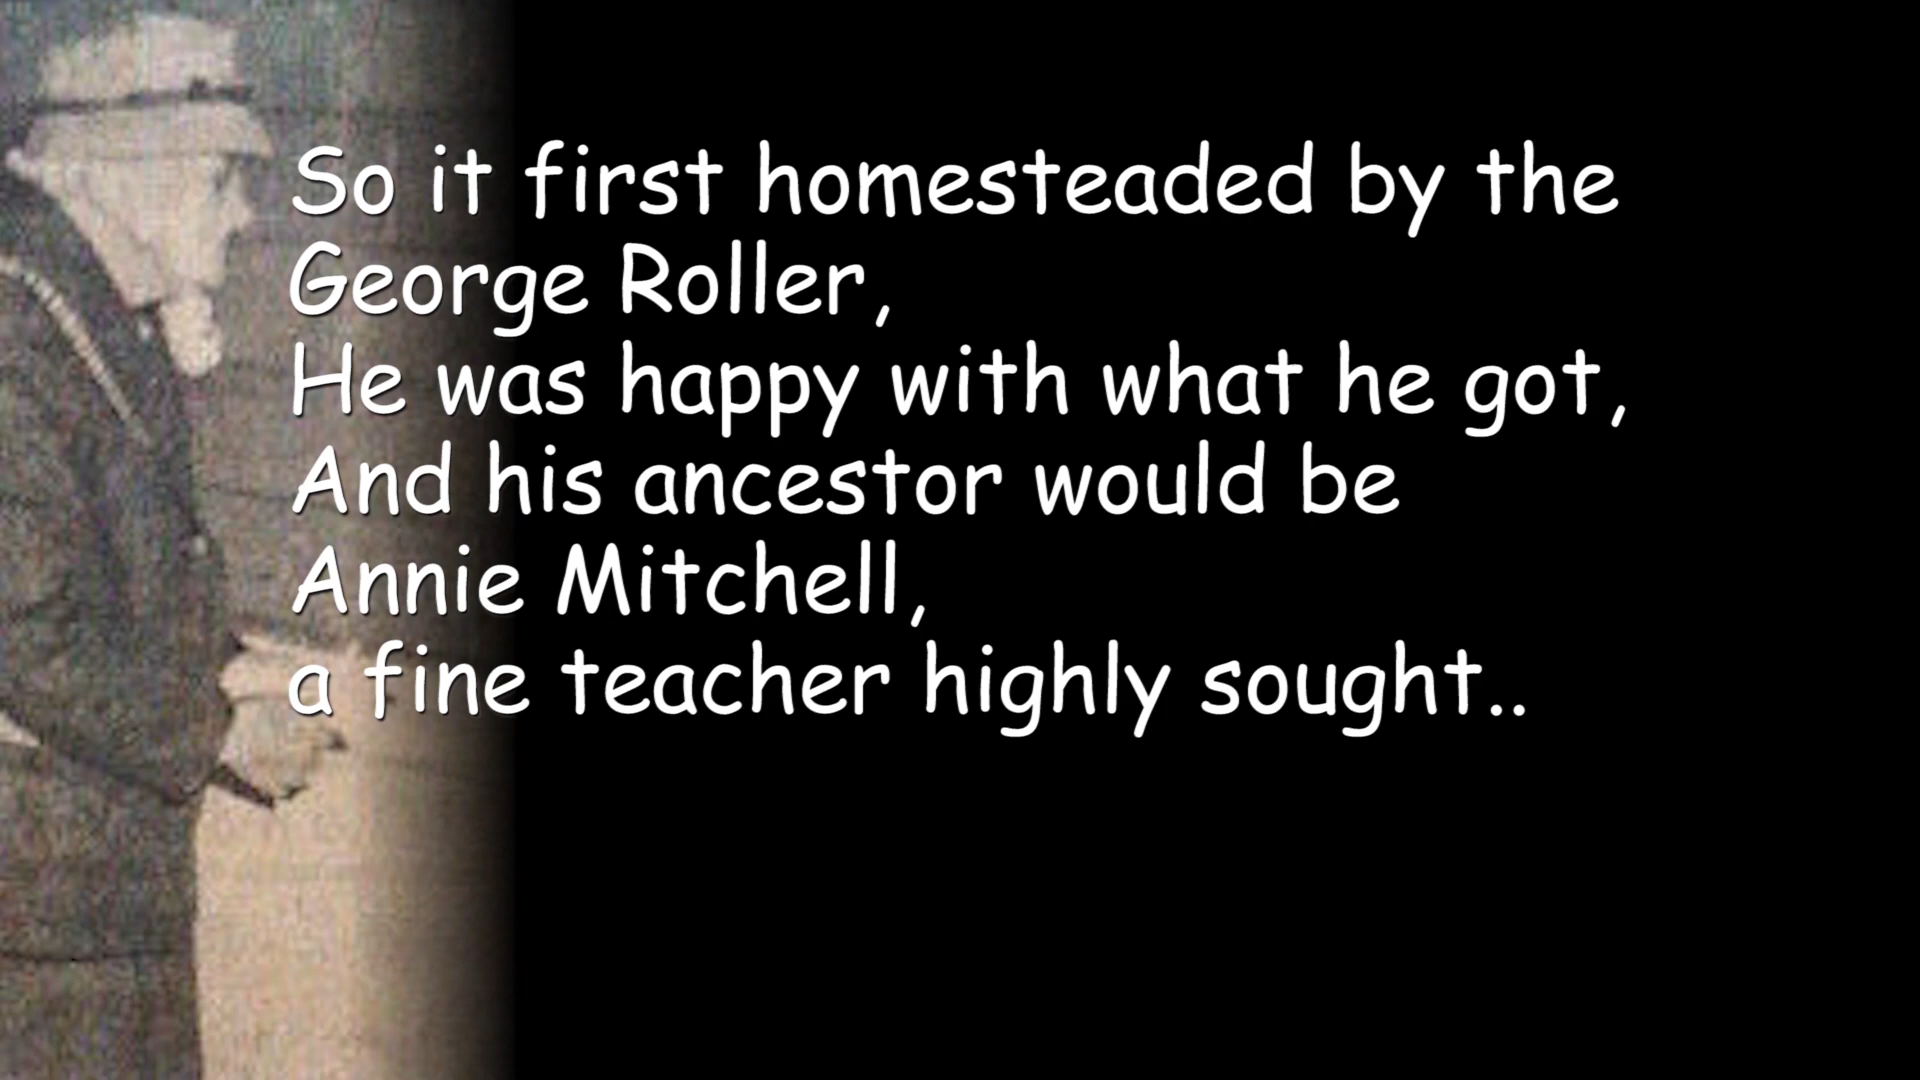 So it first homesteaded by the
George Roller,
He was happy with what he got,
And his ancestor would be
Annie Mitchell,
a fine teacher highly sought..